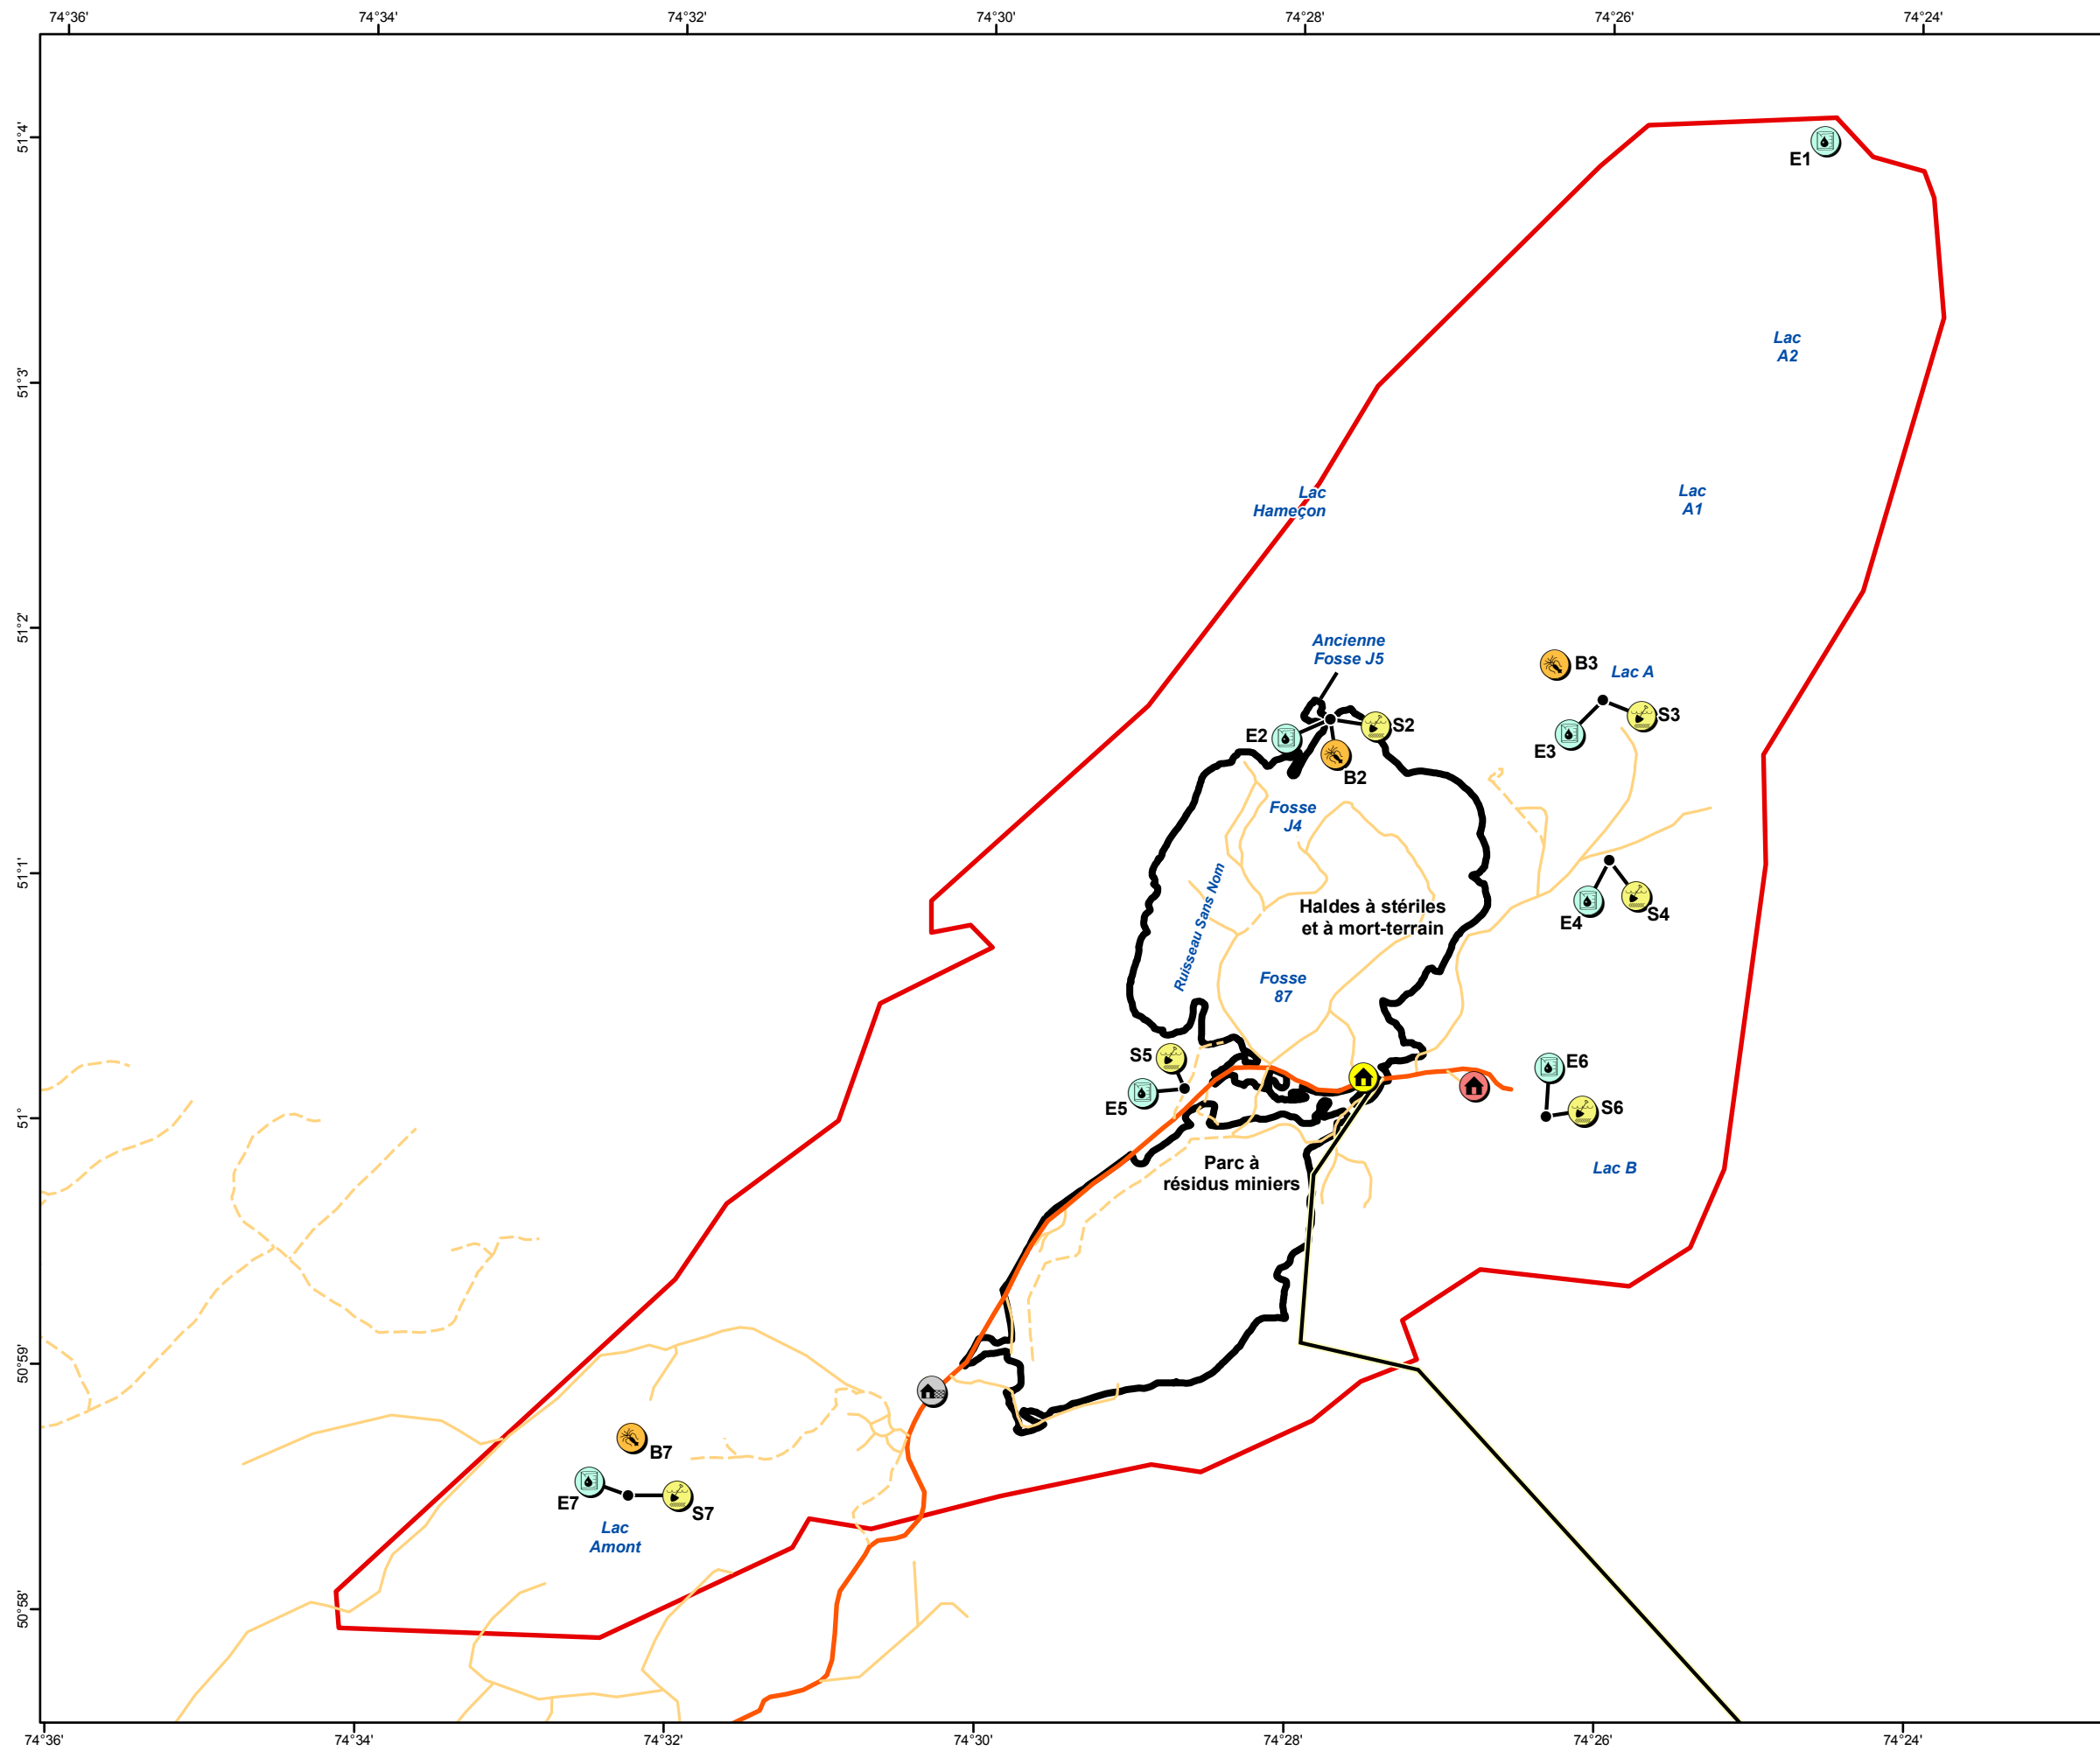 74°36'
74°34'
74°32'
74°30'
74°28'
74°26'
74°24'
51°4'
E1
Lac
A2
51°3'
Lac
Hameçon
Lac
A1
51°2'
Ancienne
Fosse J5
B3
Lac A
S3
E3
E2
S2
B2
Fosse
J4
51°1'
Ruisseau Sans Nom
Haldes à stériles
et à mort-terrain
E4
S4
Fosse
87
S5
E5
E6
S6
51°
Parc à
résidus miniers
Lac B
50°59'
B7
E7
S7
Lac
Amont
50°58'
74°36'
74°34'
74°32'
74°30'
74°28'
74°26'
74°24'